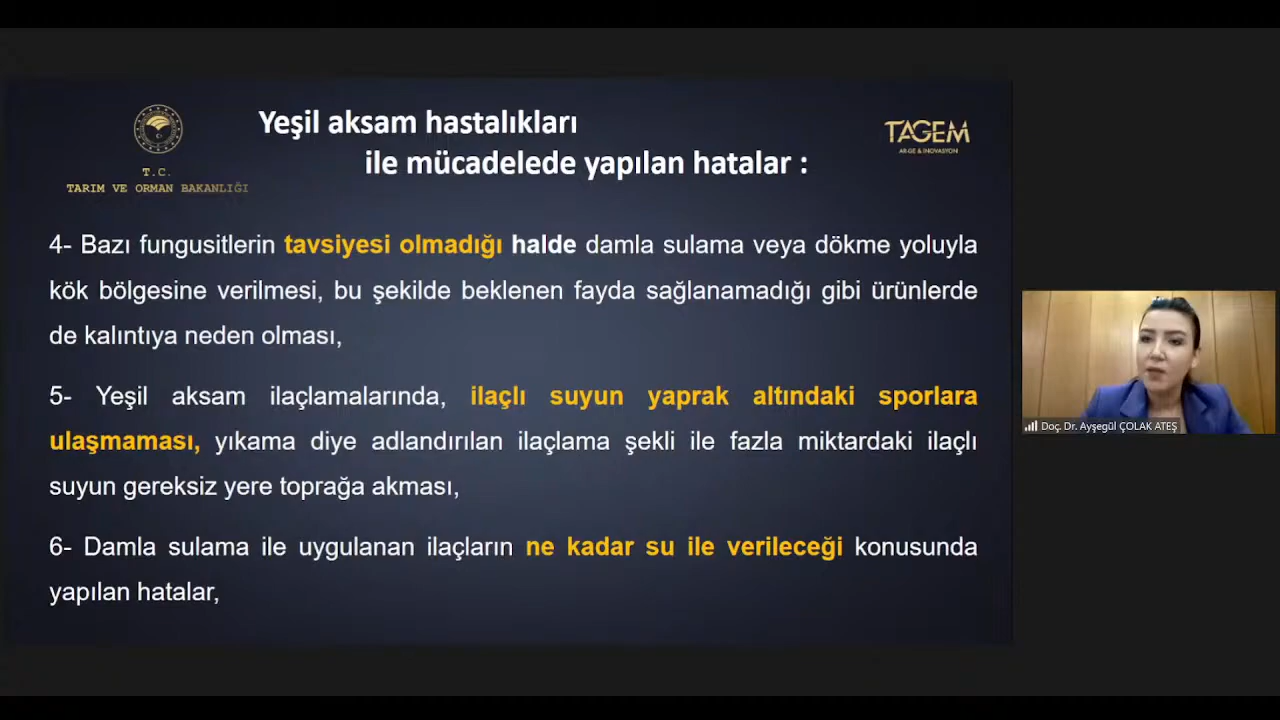 Yeşil aksam hastalıkları
ile mücadelede yapılan hatalar :
T.C.
TARIM VE ORMAN BAKANLIĞI
TAGEM
AR-GE & İNOVASYON
4- Bazı fungusitlerin tavsiyesi olmadığı halde damla sulama veya dökme yoluyla
kök bölgesine verilmesi, bu şekilde beklenen fayda sağlanamadığı gibi ürünlerde
de kalıntıya neden olması,
5- Yeşil aksam ilaçlamalarında, ilaçlı suyun yaprak altındaki sporlara
ulaşmaması, yıkama diye adlandırılan ilaçlama şekli ile fazla miktardaki ilaçlı
suyun gereksiz yere toprağa akması,
6- Damla sulama ile uygulanan ilaçların ne kadar su ile verileceği konusunda
yapılan hatalar,
Doç. Dr. Ayşegül ÇOLAK ATEŞ